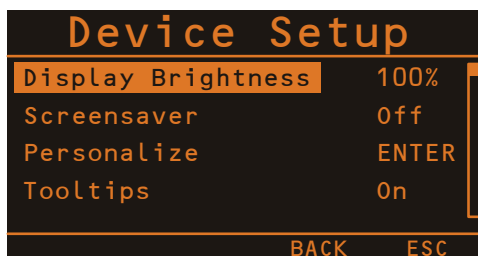 Device Setup
Display Brightness 100%
Screensaver Off
Personalize ENTER
Tooltips On
BACK ESC